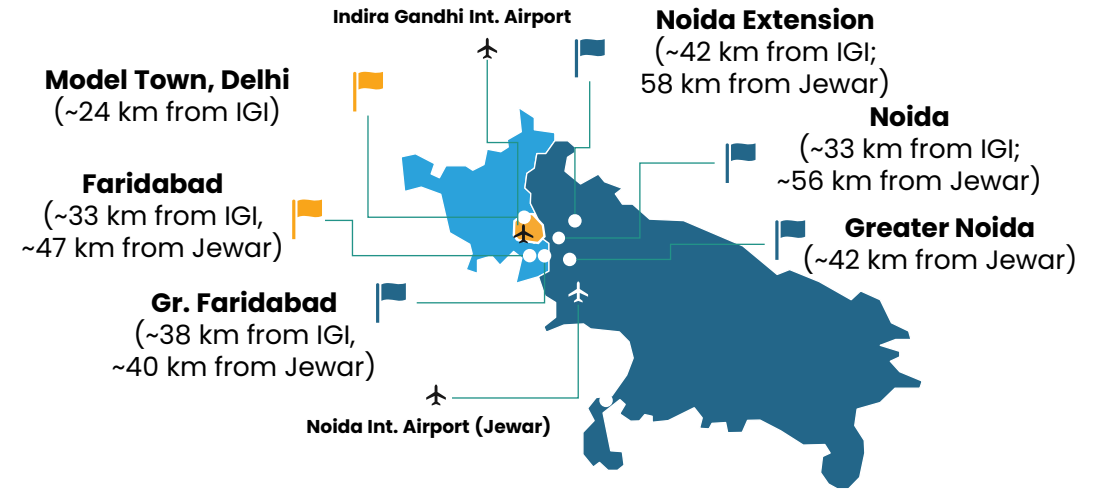 Indira Gandhi Int. Airport
Noida Extension
(~42 km from IGI;
58 km from Jewar)
Model Town, Delhi
(~24 km from IGI)
Noida
(~33 km from IGI;
~56 km from Jewar)
Faridabad
(~33 km from IGI,
~47 km from Jewar)
Greater Noida
(~42 km from Jewar)
Gr. Faridabad
(~38 km from IGI,
~40 km from Jewar)
Noida Int. Airport (Jewar)